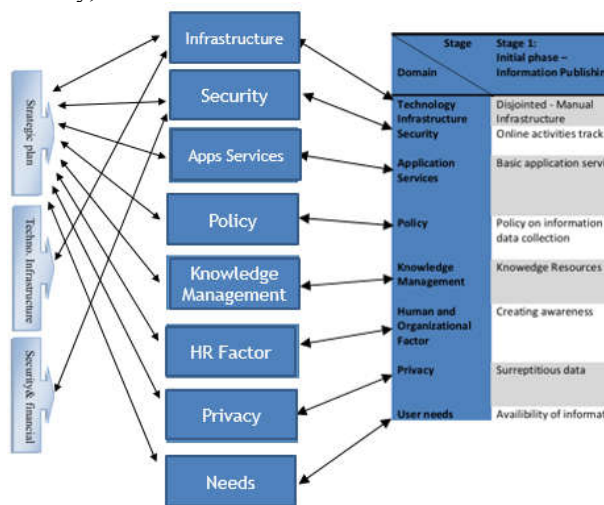 Infrastructure
Security
Apps Services
Policy
Knowledge
Management
HR Factor
Privacy
Needs
Strategic plan
Techno. Infrastructure
Security& financial
Stage
Domain
Stage 1:
Initial phase –
Information Publishin
Technology
Infrastructure
Disjointed - Manual
Infrastructure
Security
Online activities track
Application
Services
Basic application servi
Policy
Policy on information
data collection
Knowledge
Management
Knowedge Resources
Human and
Organizational
Factor
Creating awareness
Privacy
Surreptitious data
User needs
Availibility of informat